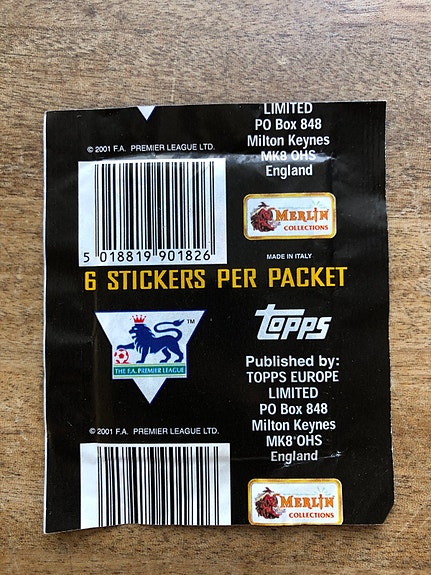 LIMITED
PO Box 848
Milton Keynes
MK8 OHS
England
© 2001 F.A. PREMIER LEAGUE LTD.
5 018819 901826
MERLIN
COLLECTIONS
MADE IN ITALY
6 STICKERS PER PACKET
TM
THE F.A. PREMIER LEAGUE
TOPPS
Published by:
TOPPS EUROPE
LIMITED
PO Box 848
Milton Keynes
MK8 OHS
England
© 2001 F.A. PREMIER LEAGUE LTD.
MERLIN
COLLECTIONS